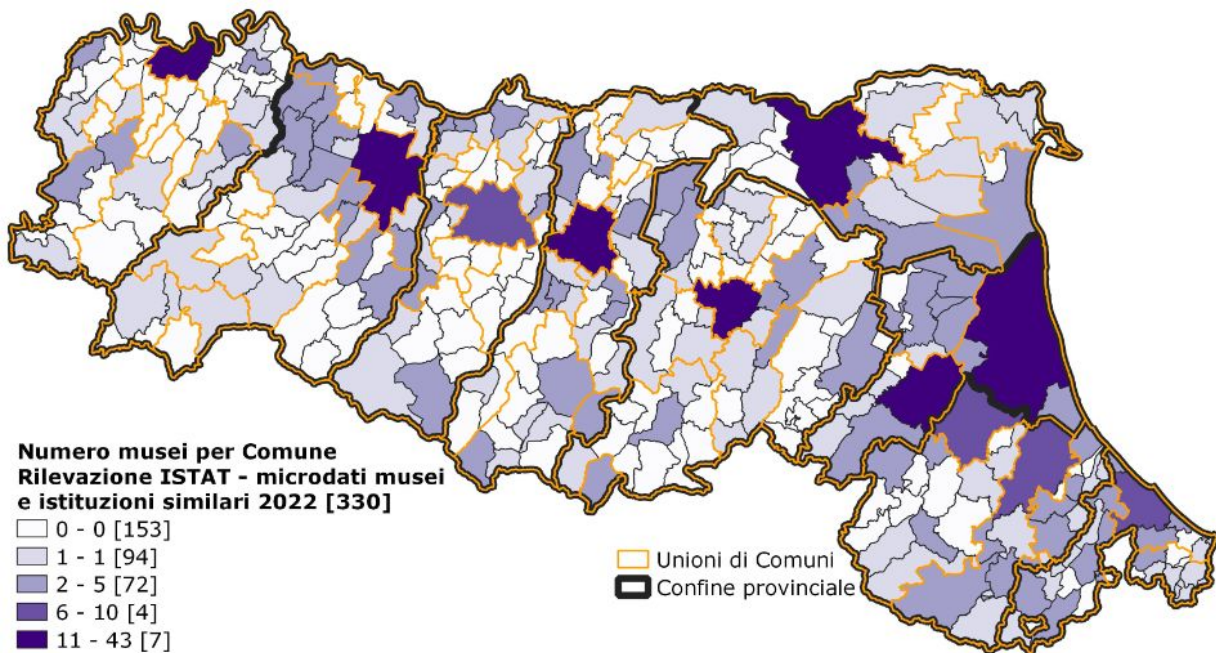 Numero musei per Comune
Rilevazione ISTAT - microdati musei
e istituzioni similari 2022 [330]
0 - 0 [153]
1 - 1 [94]
2 - 5 [72]
6 - 10 [4]
11 - 43 [7]
Unioni di Comuni
Confine provinciale